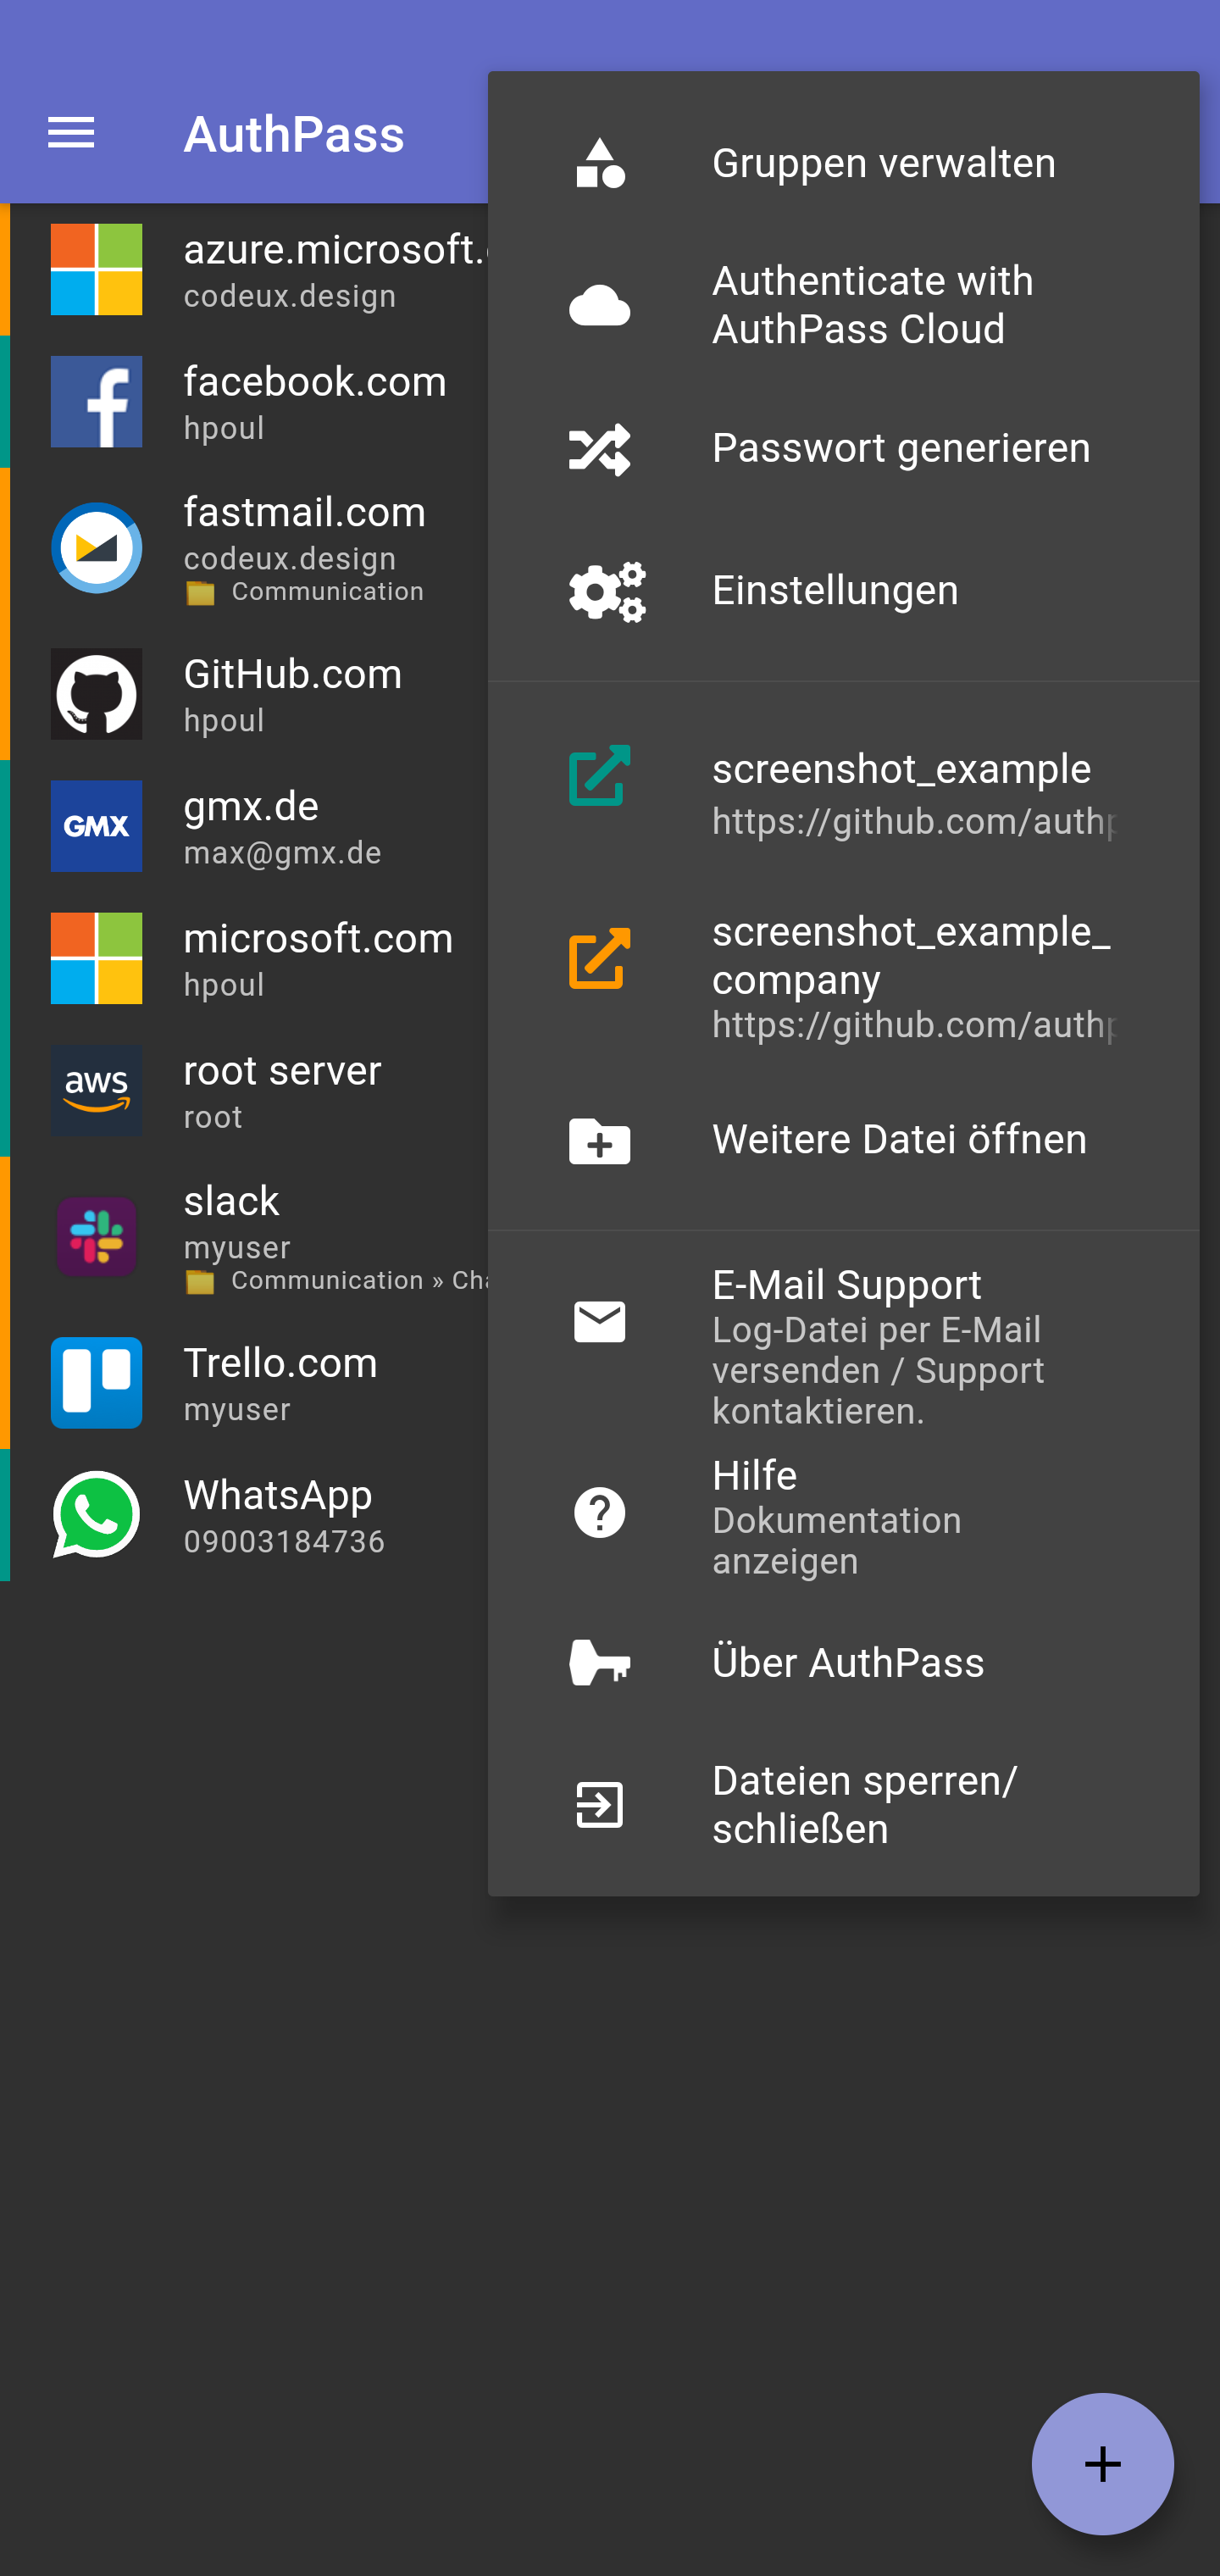 AuthPass
azure.microsoft.
codeux.design
facebook.com
hpoul
fastmail.com
codeux.design
Communication
GitHub.com
hpoul
GMX
gmx.de
max@gmx.de
microsoft.com
hpoul
aws
root server
root
slack
myuser
Communication » Cha
Trello.com
myuser
WhatsApp
09003184736
Gruppen verwalten
Authenticate with
AuthPass Cloud
Passwort generieren
Einstellungen
screenshot_example
https://github.com/authp
screenshot_example_
company
https://github.com/authp
Weitere Datei öffnen
E-Mail Support
Log-Datei per E-Mail
versenden / Support
kontaktieren.
Hilfe
Dokumentation
anzeigen
Über AuthPass
Dateien sperren/
schließen